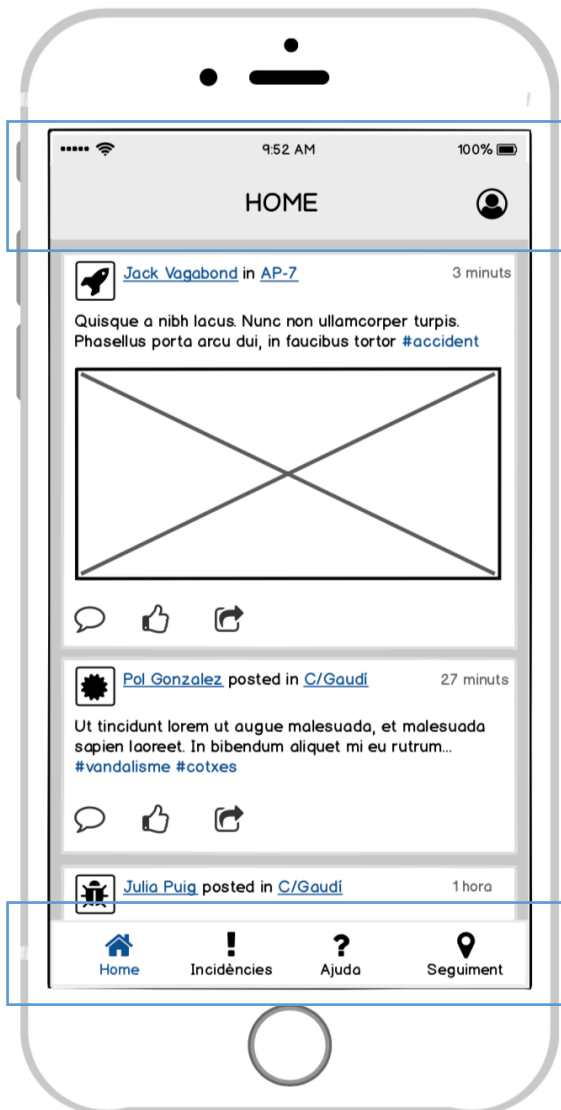 9:52 AM
100%
HOME
Jack Vagabond in AP-7
3 minuts
Quisque a nibh lacus. Nunc non ullamcorper turpis.
Phasellus porta arcu dui, in faucibus tortor #accident
Pol Gonzalez posted in C/Gaudí
27 minuts
Ut tincidunt lorem ut augue malesuada, et malesuada
sapien laoreet. In bibendum aliquet mi eu rutrum...
#vandalisme #cotxes
Julia Puig posted in C/Gaudí
1 hora
Home
Incidències
Ajuda
Seguiment